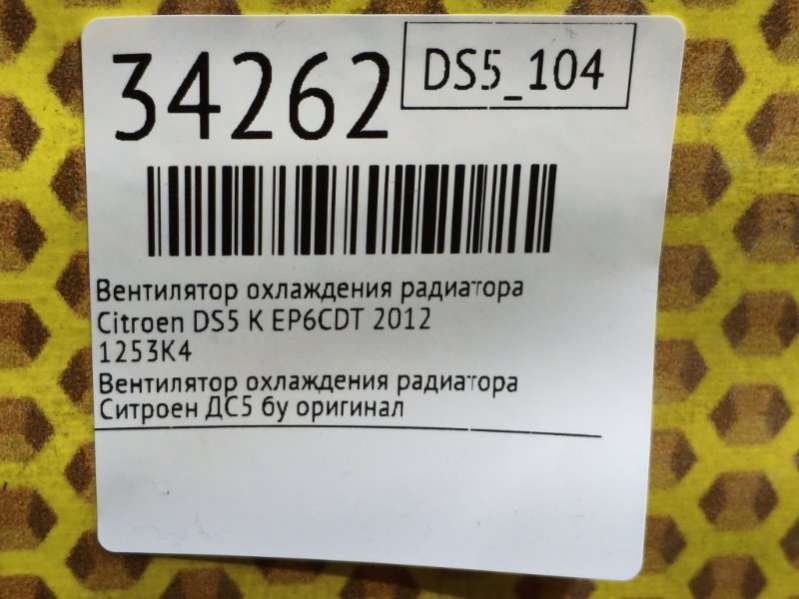 34262
DS5_104
Вентилятор охлаждения радиатора
Citroen DS5 К EP6CDT 2012
1253K4
Вентилятор охлаждения радиатора
Ситроен ДС5 бу оригинал